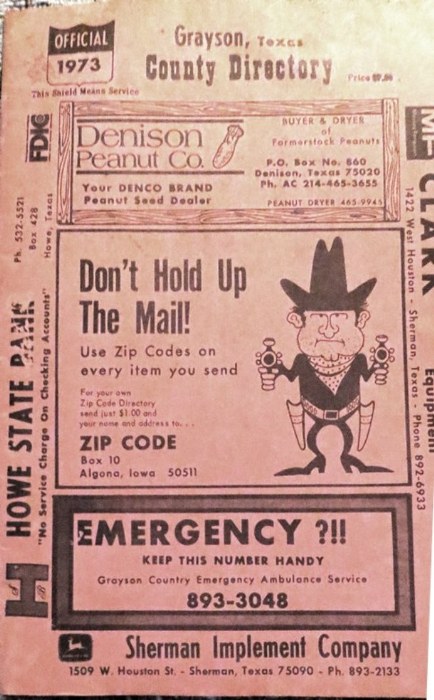 OFFICIAL
1973
Grayson, Texas
County Directory
This Shield Means Service
Price $7.50
Denison
Peanut Co.
Your DENCO BRAND
Peanut Seed Dealer
BUYER & DRYER
of
Farmerstock Peanuts
P.O. Box No. 860
Denison, Texas 75020
Ph. AC 214-465-3655
PEANUT DRYER 465-9945
Don't Hold Up
The Mail!
Use Zip Codes on
every item you send
For your own
Zip Code Directory
send just $1.00 and
your name and address to...
ZIP CODE
Box 10
Algona, Iowa 50511
EMERGENCY ?!!
KEEP THIS NUMBER HANDY
Grayson Country Emergency Ambulance Service
893-3048
Sherman Implement Company
1509 W. Houston St. - Sherman, Texas 75090 - Ph. 893-2133
HOWE STATE BANK
"No Service Charge On Checking Accounts"
Ph. 532-5521
Box 428
Howe, Texas
FDIC
H
MF
CLARK
Equipment
1422 West Houston - Sherman, Texas - Phone 892-6933